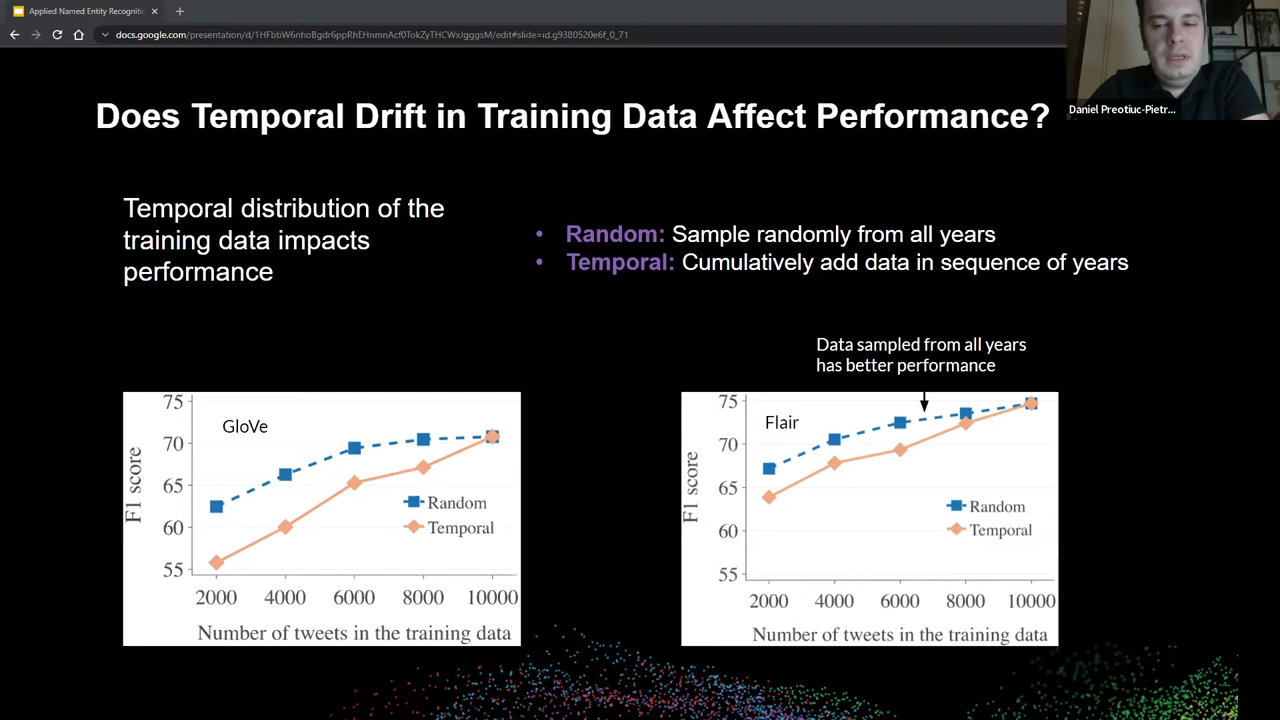 Applied Named Entity Recogniti
docs.google.com/presentation/d/1HFbbW6nhoBgdr6ppRhEHnmnAcf0TokZyTHCWxJgggsM/edit#slide=id.g9380520e6f_0_71
Daniel Preotiuc-Pietr...
Does Temporal Drift in Training Data Affect Performance?
Temporal distribution of the
training data impacts
performance
• Random: Sample randomly from all years
• Temporal: Cumulatively add data in sequence of years
Data sampled from all years
has better performance
GloVe
F1 score
75
70
65
60
55
Random
Temporal
2000 4000 6000 8000 10000
Number of tweets in the training data
Flair
F1 score
75
70
65
60
55
Random
Temporal
2000 4000 6000 8000 10000
Number of tweets in the training data